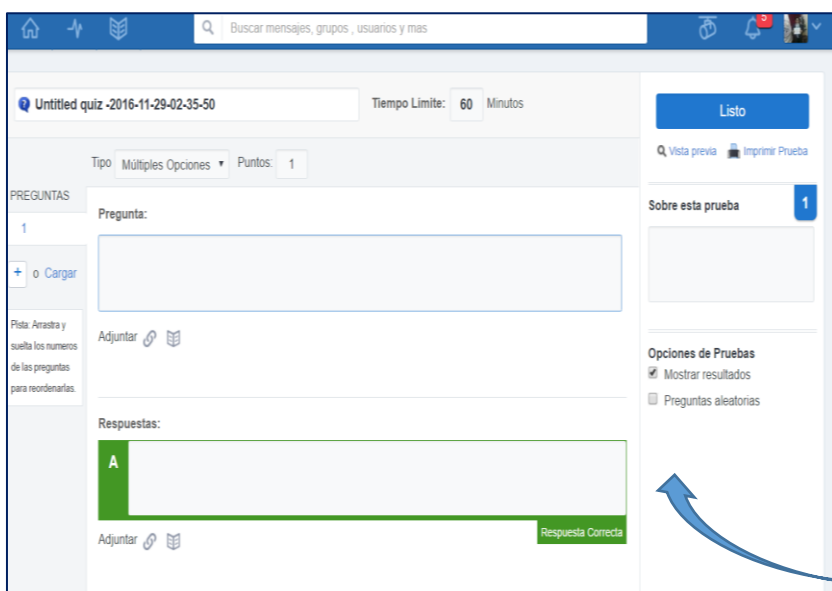 Buscar mensajes, grupos , usuarios y mas
5
Untitled quiz -2016-11-29-02-35-50
Tiempo Limite: 60 Minutos
Listo
Vista previa Imprimir Prueba
Tipo Múltiples Opciones Puntos: 1
PREGUNTAS
1
+ o Cargar
Pista: Arrastra y
suelta los numeros
de las preguntas
para reordenarlas.
Pregunta:
Adjuntar
Respuestas:
A
Respuesta Correcta
Adjuntar
Sobre esta prueba 1
Opciones de Pruebas
Mostrar resultados
Preguntas aleatorias